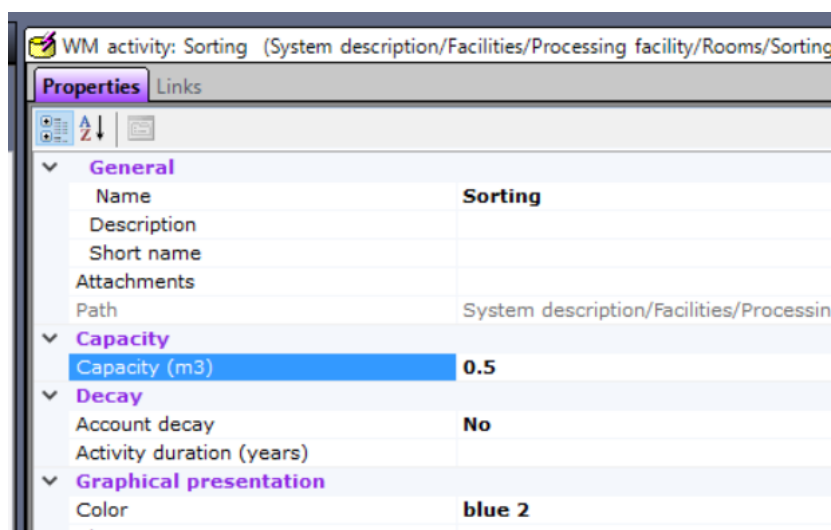 WM activity: Sorting (System description/Facilities/Processing facility/Rooms/Sorting
Properties Links
General
Name Sorting
Description
Short name
Attachments
Path System description/Facilities/Processin
Capacity
Capacity (m3) 0.5
Decay
Account decay No
Activity duration (years)
Graphical presentation
Color blue 2